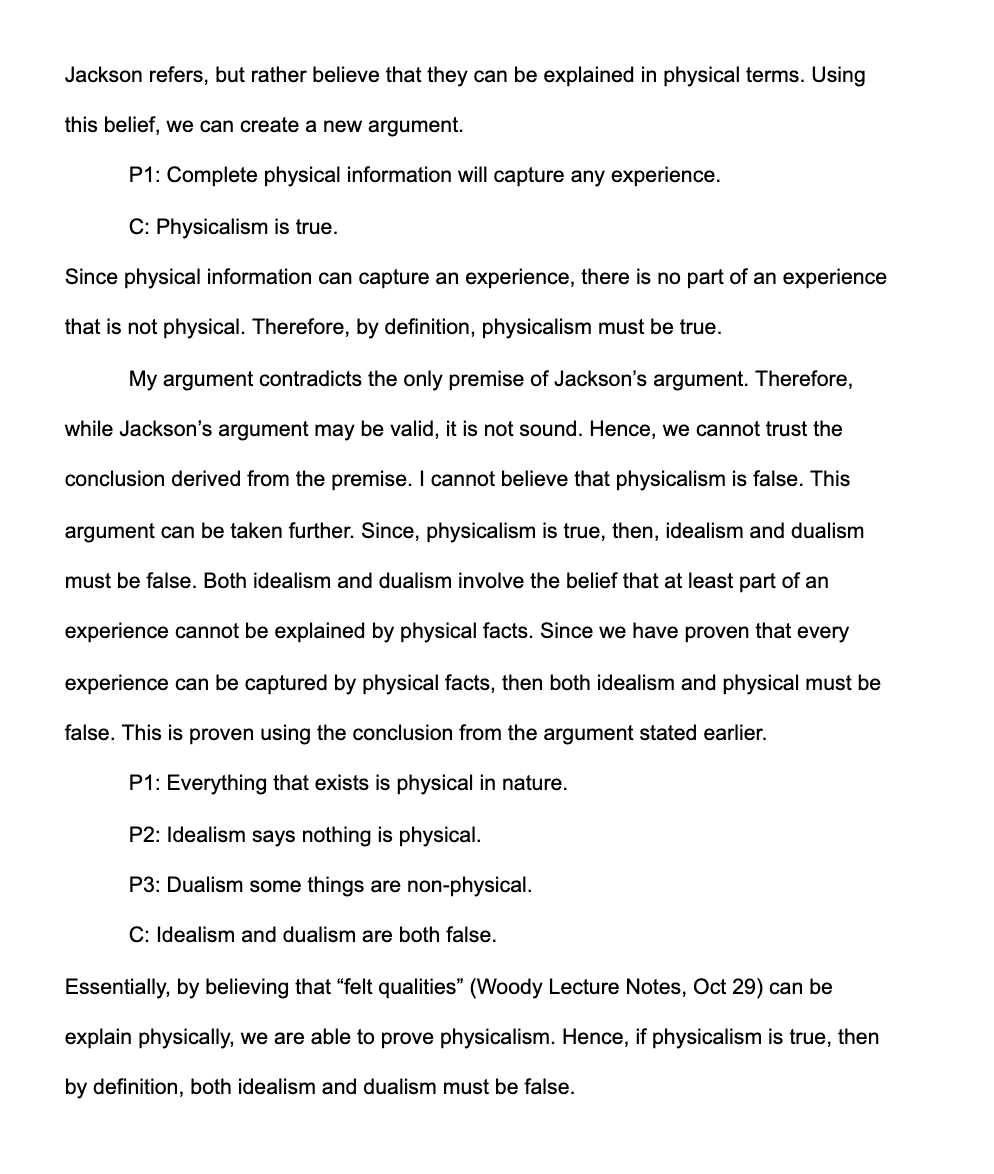 Jackson refers, but rather believe that they can be explained in physical terms. Using
this belief, we can create a new argument.
P1: Complete physical information will capture any experience.
C: Physicalism is true.
Since physical information can capture an experience, there is no part of an experience
that is not physical. Therefore, by definition, physicalism must be true.
My argument contradicts the only premise of Jackson’s argument. Therefore,
while Jackson’s argument may be valid, it is not sound. Hence, we cannot trust the
conclusion derived from the premise. I cannot believe that physicalism is false. This
argument can be taken further. Since, physicalism is true, then, idealism and dualism
must be false. Both idealism and dualism involve the belief that at least part of an
experience cannot be explained by physical facts. Since we have proven that every
experience can be captured by physical facts, then both idealism and physical must be
false. This is proven using the conclusion from the argument stated earlier.
P1: Everything that exists is physical in nature.
P2: Idealism says nothing is physical.
P3: Dualism some things are non-physical.
C: Idealism and dualism are both false.
Essentially, by believing that “felt qualities” (Woody Lecture Notes, Oct 29) can be
explain physically, we are able to prove physicalism. Hence, if physicalism is true, then
by definition, both idealism and dualism must be false.